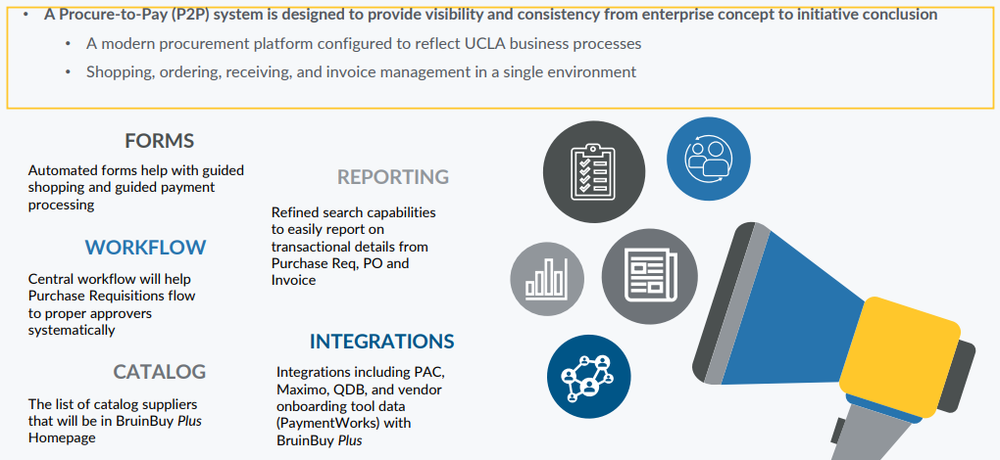 • A Procure-to-Pay (P2P) system is designed to provide visibility and consistency from enterprise concept to initiative conclusion
• A modern procurement platform configured to reflect UCLA business processes
• Shopping, ordering, receiving, and invoice management in a single environment
FORMS
Automated forms help with guided
shopping and guided payment
processing
WORKFLOW
Central workflow will help
Purchase Requisitions flow
to proper approvers
systematically
CATALOG
The list of catalog suppliers
that will be in BruinBuy Plus
Homepage
REPORTING
Refined search capabilities
to easily report on
transactional details from
Purchase Req, PO and
Invoice
INTEGRATIONS
Integrations including PAC,
Maximo, QDB, and vendor
onboarding tool data
(PaymentWorks) with
BruinBuy Plus